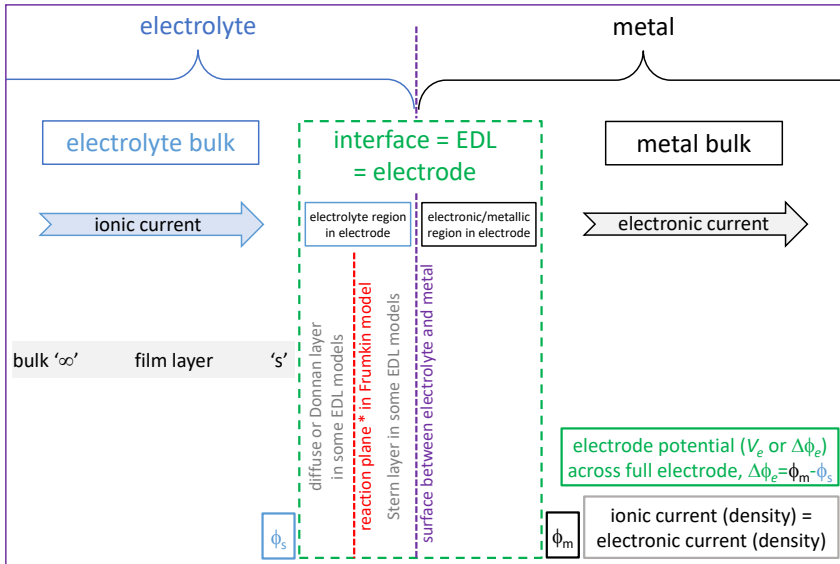 electrolyte
metal
electrolyte bulk
interface = EDL
= electrode
metal bulk
ionic current
electrolyte region
in electrode
electronic/metallic
region in electrode
electronic current
bulk ‘∞’
film layer
‘s’
diffuse or Donnan layer
in some EDL models
reaction plane * in Frumkin model
Stern layer in some EDL models
surface between electrolyte and metal
electrode potential (Vₑ or Δϕₑ)
across full electrode, Δϕₑ=ϕₘ-ϕₛ
ϕₛ
ϕₘ
ionic current (density) =
electronic current (density)